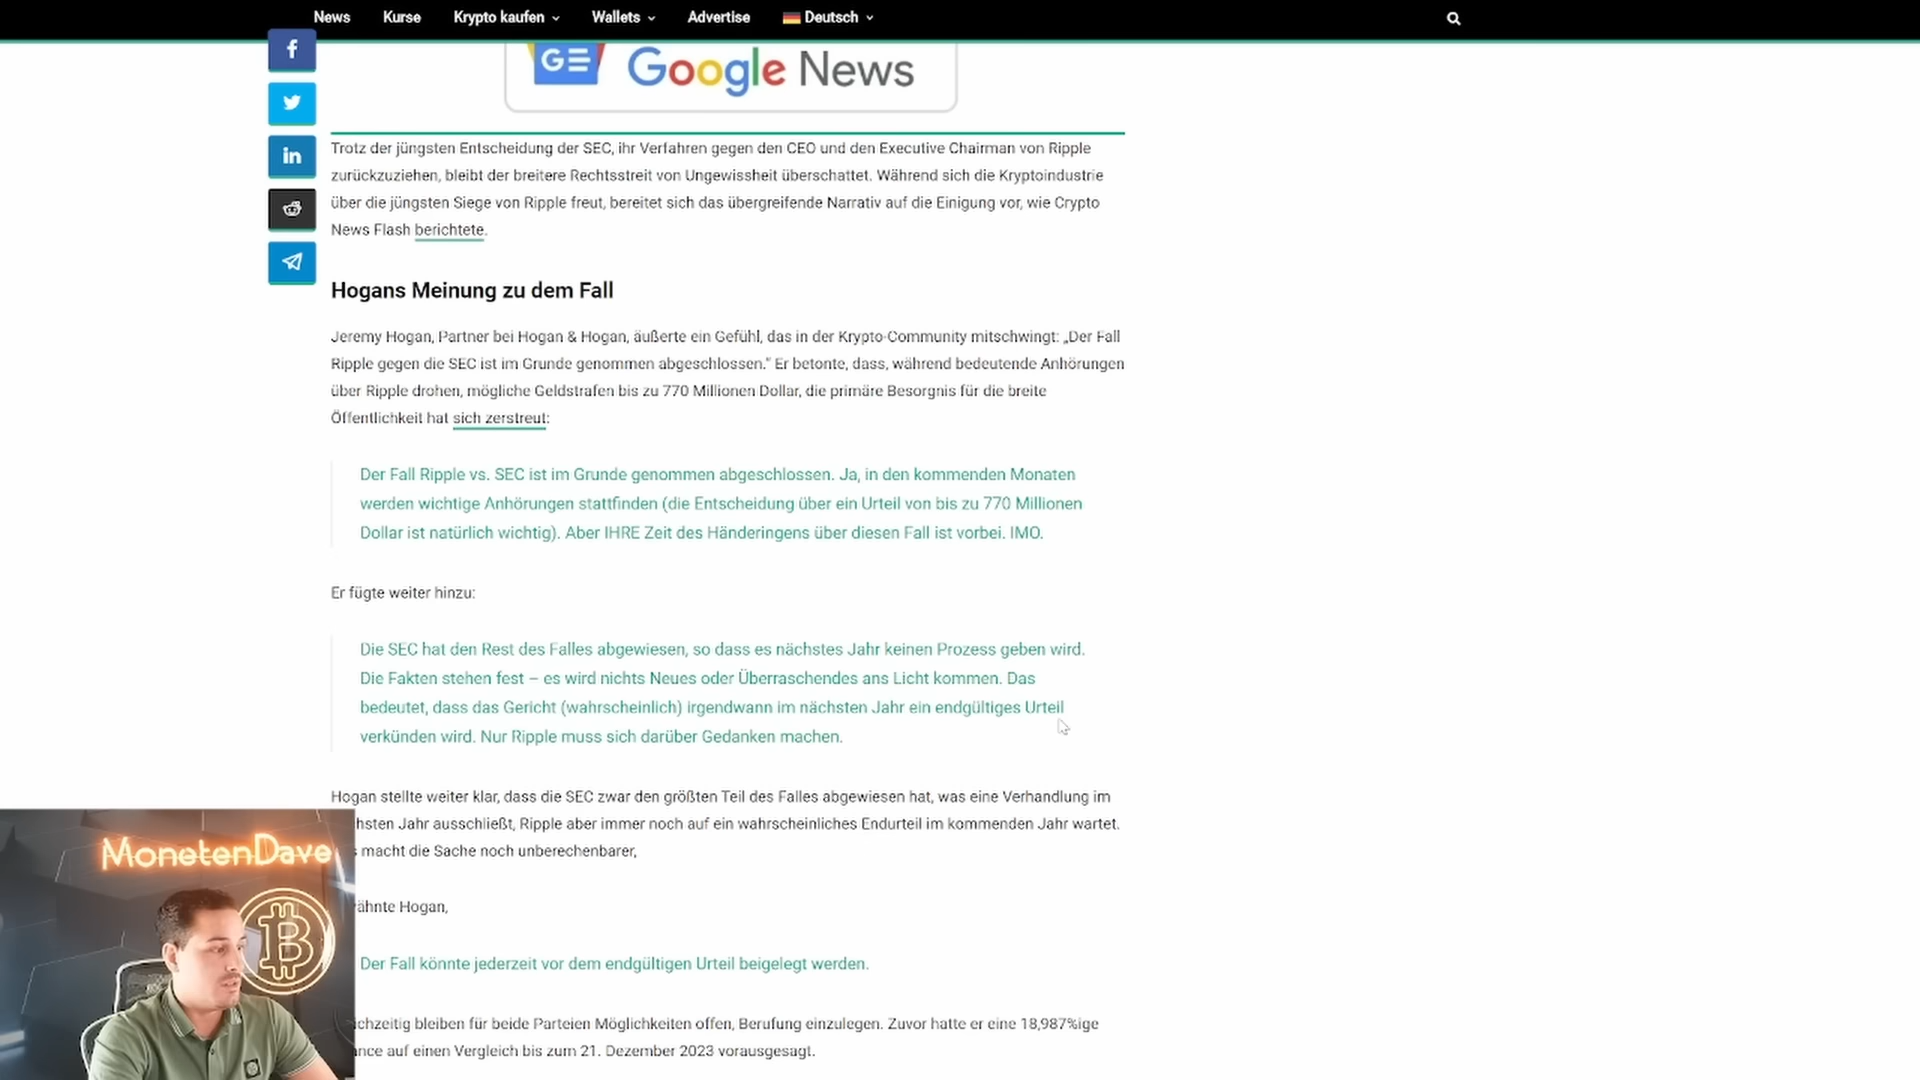 News Kurse Krypto kaufen Wallets Advertise Deutsch
f
GE Google News
in
Trotz der jüngsten Entscheidung der SEC, ihr Verfahren gegen den CEO und den Executive Chairman von Ripple
zurückzuziehen, bleibt der breitere Rechtsstreit von Ungewissheit überschattet. Während sich die Kryptoindustrie
über die jüngsten Siege von Ripple freut, bereitet sich das übergreifende Narrativ auf die Einigung vor, wie Crypto
News Flash berichtete.
Hogans Meinung zu dem Fall
Jeremy Hogan, Partner bei Hogan & Hogan, äußerte ein Gefühl, das in der Krypto-Community mitschwingt: „Der Fall
Ripple gegen die SEC ist im Grunde genommen abgeschlossen.“ Er betonte, dass, während bedeutende Anhörungen
über Ripple drohen, mögliche Geldstrafen bis zu 770 Millionen Dollar, die primäre Besorgnis für die breite
Öffentlichkeit hat sich zerstreut:
Der Fall Ripple vs. SEC ist im Grunde genommen abgeschlossen. Ja, in den kommenden Monaten
werden wichtige Anhörungen stattfinden (die Entscheidung über ein Urteil von bis zu 770 Millionen
Dollar ist natürlich wichtig). Aber IHRE Zeit des Händeringens über diesen Fall ist vorbei. IMO.
Er fügte weiter hinzu:
Die SEC hat den Rest des Falles abgewiesen, so dass es nächstes Jahr keinen Prozess geben wird.
Die Fakten stehen fest – es wird nichts Neues oder Überraschendes ans Licht kommen. Das
bedeutet, dass das Gericht (wahrscheinlich) irgendwann im nächsten Jahr ein endgültiges Urteil
verkünden wird. Nur Ripple muss sich darüber Gedanken machen.
Hogan stellte weiter klar, dass die SEC zwar den größten Teil des Falles abgewiesen hat, was eine Verhandlung im
hsten Jahr ausschließt, Ripple aber immer noch auf ein wahrscheinliches Endurteil im kommenden Jahr wartet.
s macht die Sache noch unberechenbarer,
ähnte Hogan,
Der Fall könnte jederzeit vor dem endgültigen Urteil beigelegt werden.
ichzeitig bleiben für beide Parteien Möglichkeiten offen, Berufung einzulegen. Zuvor hatte er eine 18,987%ige
ance auf einen Vergleich bis zum 21. Dezember 2023 vorausgesagt.
MonetenDave